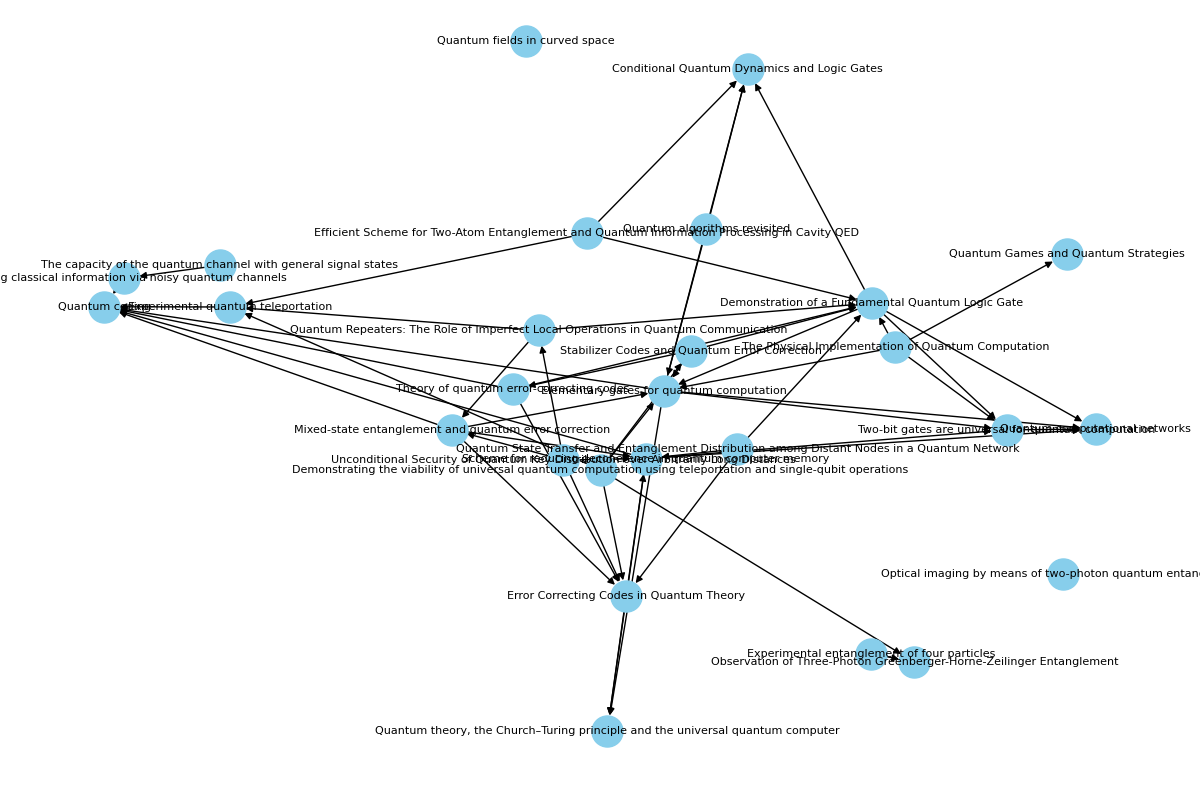 Quantum fields in curved space
Conditional Quantum Dynamics and Logic Gates
Quantum algorithms revisited
Efficient Scheme for Two-Atom Entanglement and Quantum Information Processing in Cavity QED
Quantum Games and Quantum Strategies
The capacity of the quantum channel with general signal states
g classical information via noisy quantum channels
Demonstration of a Fundamental Quantum Logic Gate
Quantum coding
Experimental quantum teleportation
Quantum Repeaters: The Role of Imperfect Local Operations in Quantum Communication
The Physical Implementation of Quantum Computation
Stabilizer Codes and Quantum Error Correction
Theory of quantum error-correcting codes
Elementary gates for quantum computation
Mixed-state entanglement and quantum error correction
Two-bit gates are universal for quantum computation
Quantum computational networks
Quantum State Transfer and Entanglement Distribution among Distant Nodes in a Quantum Network
Scheme for reducing decoherence in quantum computer memory
Unconditional Security of Quantum Key Distribution over Arbitrarily Long Distances
Demonstrating the viability of universal quantum computation using teleportation and single-qubit operations
Optical imaging by means of two-photon quantum entan
Error Correcting Codes in Quantum Theory
Experimental entanglement of four particles
Observation of Three-Photon Greenberger-Horne-Zeilinger Entanglement
Quantum theory, the Church–Turing principle and the universal quantum computer